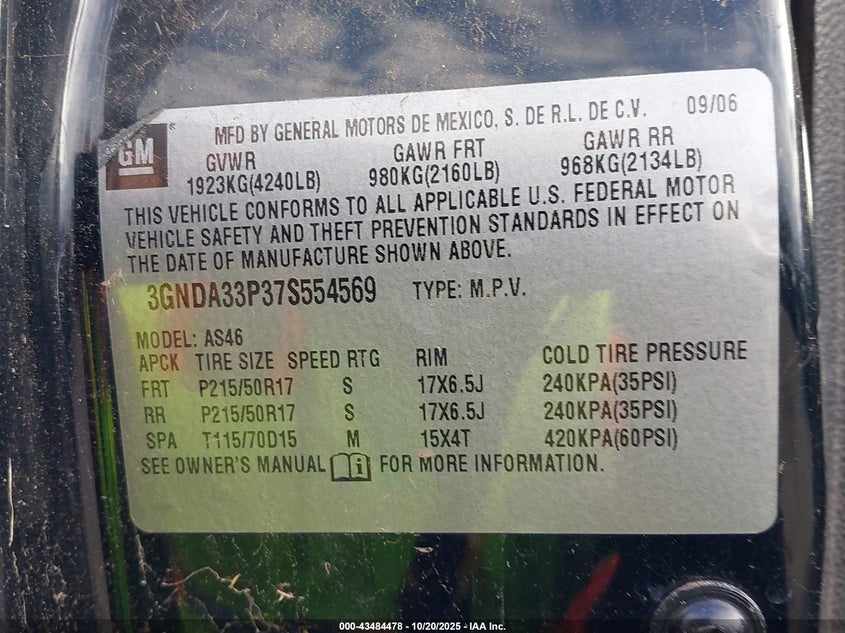 GM ®
MFD BY GENERAL MOTORS DE MEXICO, S. DE R.L. DE C.V. 09/06
GVWR GAWR FRT GAWR RR
1923KG(4240LB) 980KG(2160LB) 968KG(2134LB)
THIS VEHICLE CONFORMS TO ALL APPLICABLE U.S. FEDERAL MOTOR
VEHICLE SAFETY AND THEFT PREVENTION STANDARDS IN EFFECT ON
THE DATE OF MANUFACTURE SHOWN ABOVE.
3GNDA33P37S554569 TYPE: M.P.V.
MODEL: AS46
APCK TIRE SIZE SPEED RTG RIM COLD TIRE PRESSURE
FRT P215/50R17 S 17X6.5J 240KPA(35PSI)
RR P215/50R17 S 17X6.5J 240KPA(35PSI)
SPA T115/70D15 M 15X4T 420KPA(60PSI)
SEE OWNER'S MANUAL FOR MORE INFORMATION.
000-43484478 - 10/20/2025 - IAA Inc.